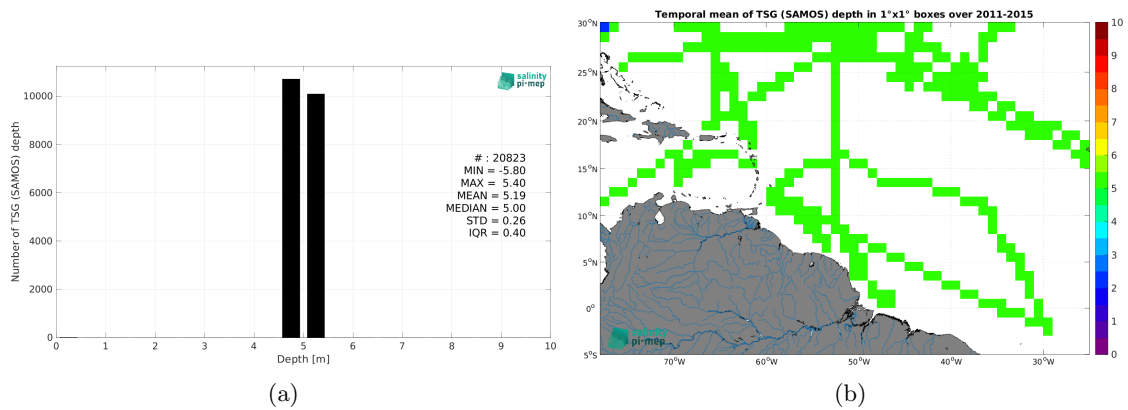 Number of TSG (SAMOS) depth
10000
8000
6000
4000
2000
0
0 1 2 3 4 5 6 7 8 9 10
Depth [m]
salinity
pi-mep
# : 20823
MIN = -5.80
MAX = 5.40
MEAN = 5.19
MEDIAN = 5.00
STD = 0.26
IQR = 0.40
(a)
Temporal mean of TSG (SAMOS) depth in 1°x1° boxes over 2011-2015
30°N
25°N
20°N
15°N
10°N
5°N
0°
5°S
70°W 60°W 50°W 40°W 30°W
salinity
pi-mep
10
9
8
7
6
5
4
3
2
1
0
(b)